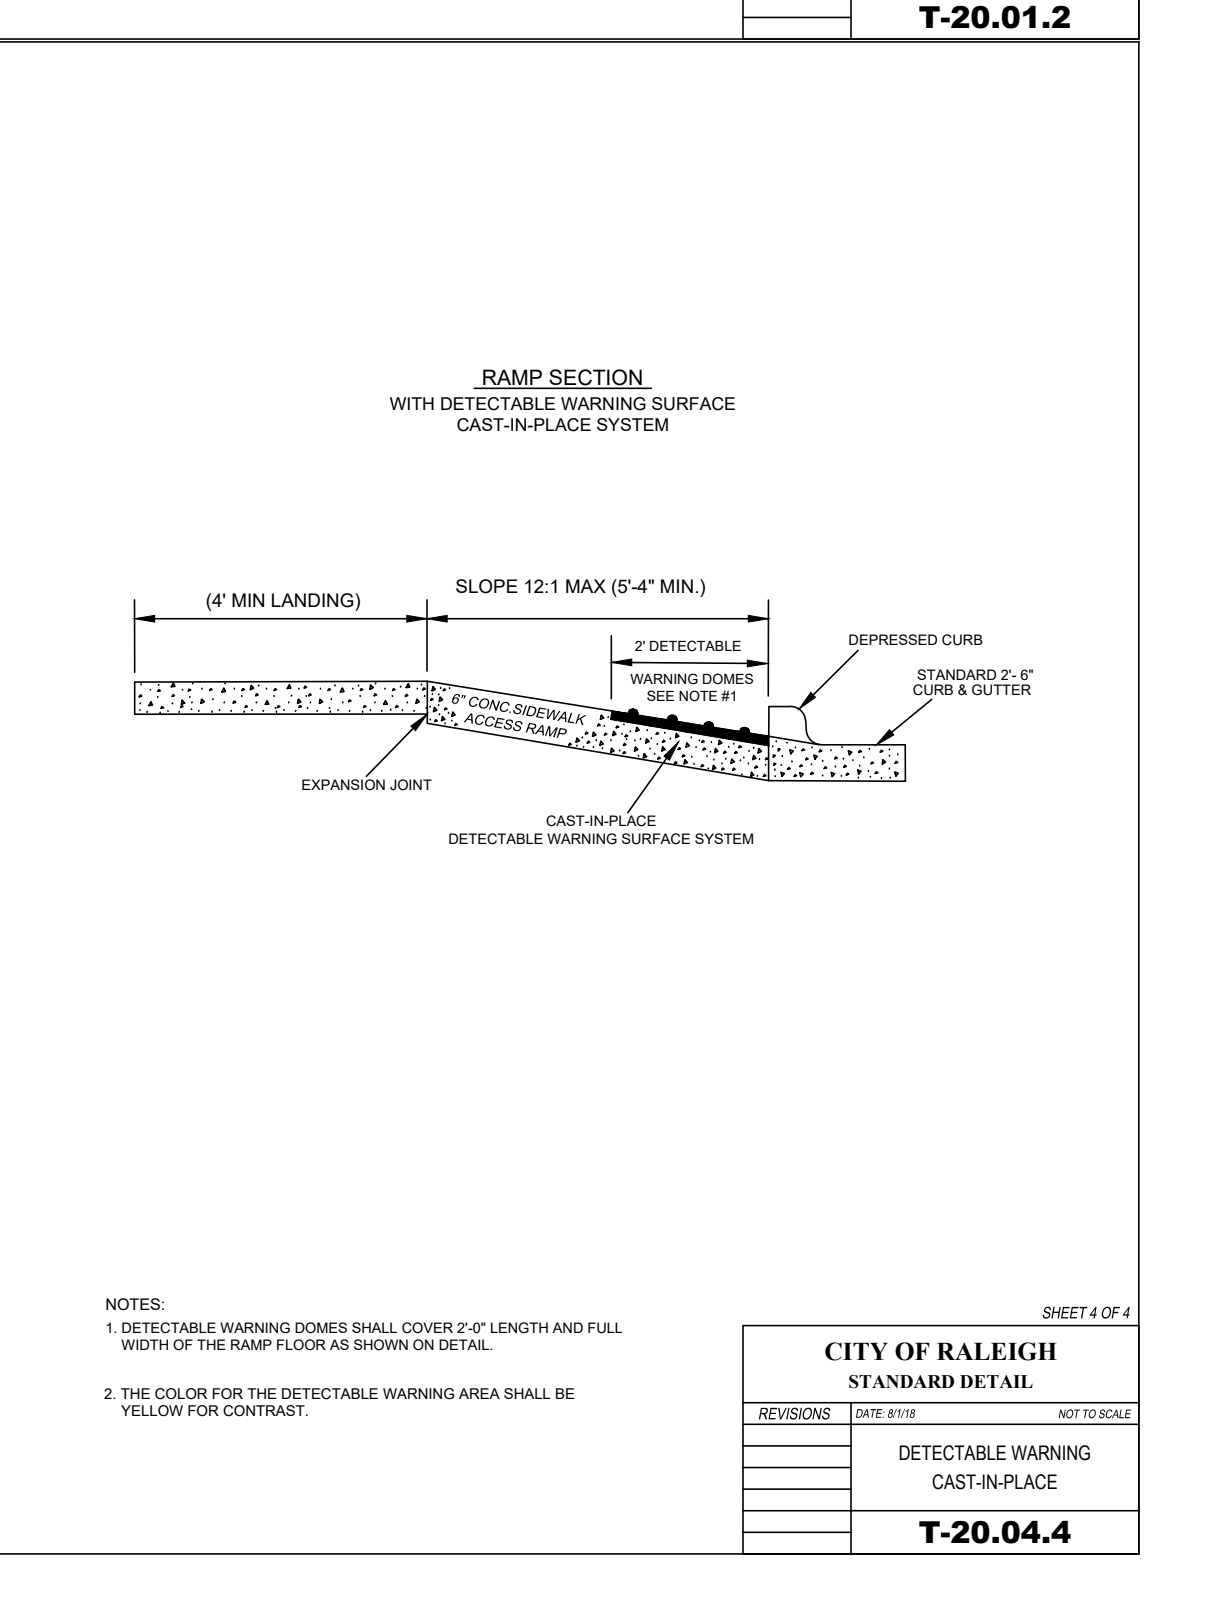 T-20.01.2
RAMP SECTION
WITH DETECTABLE WARNING SURFACE
CAST-IN-PLACE SYSTEM
(4' MIN LANDING)
SLOPE 12:1 MAX (5'-4" MIN.)
2' DETECTABLE
WARNING DOMES
SEE NOTE #1
DEPRESSED CURB
STANDARD 2'- 6"
CURB & GUTTER
6" CONC.SIDEWALK
ACCESS RAMP
EXPANSION JOINT
CAST-IN-PLACE
DETECTABLE WARNING SURFACE SYSTEM
NOTES:
1. DETECTABLE WARNING DOMES SHALL COVER 2'-0" LENGTH AND FULL
WIDTH OF THE RAMP FLOOR AS SHOWN ON DETAIL.
2. THE COLOR FOR THE DETECTABLE WARNING AREA SHALL BE
YELLOW FOR CONTRAST.
SHEET 4 OF 4
CITY OF RALEIGH
STANDARD DETAIL
REVISIONS DATE: 8/1/18 NOT TO SCALE
DETECTABLE WARNING
CAST-IN-PLACE
T-20.04.4